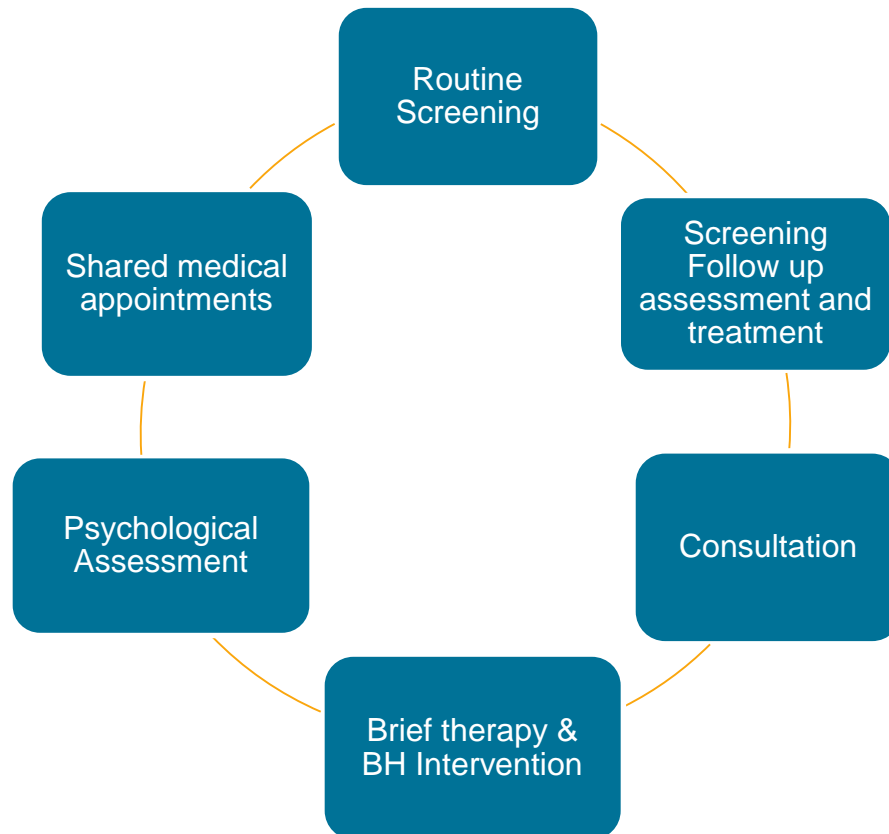 Routine
Screening
Screening
Follow up
assessment and
treatment
Consultation
Brief therapy &
BH Intervention
Psychological
Assessment
Shared medical
appointments